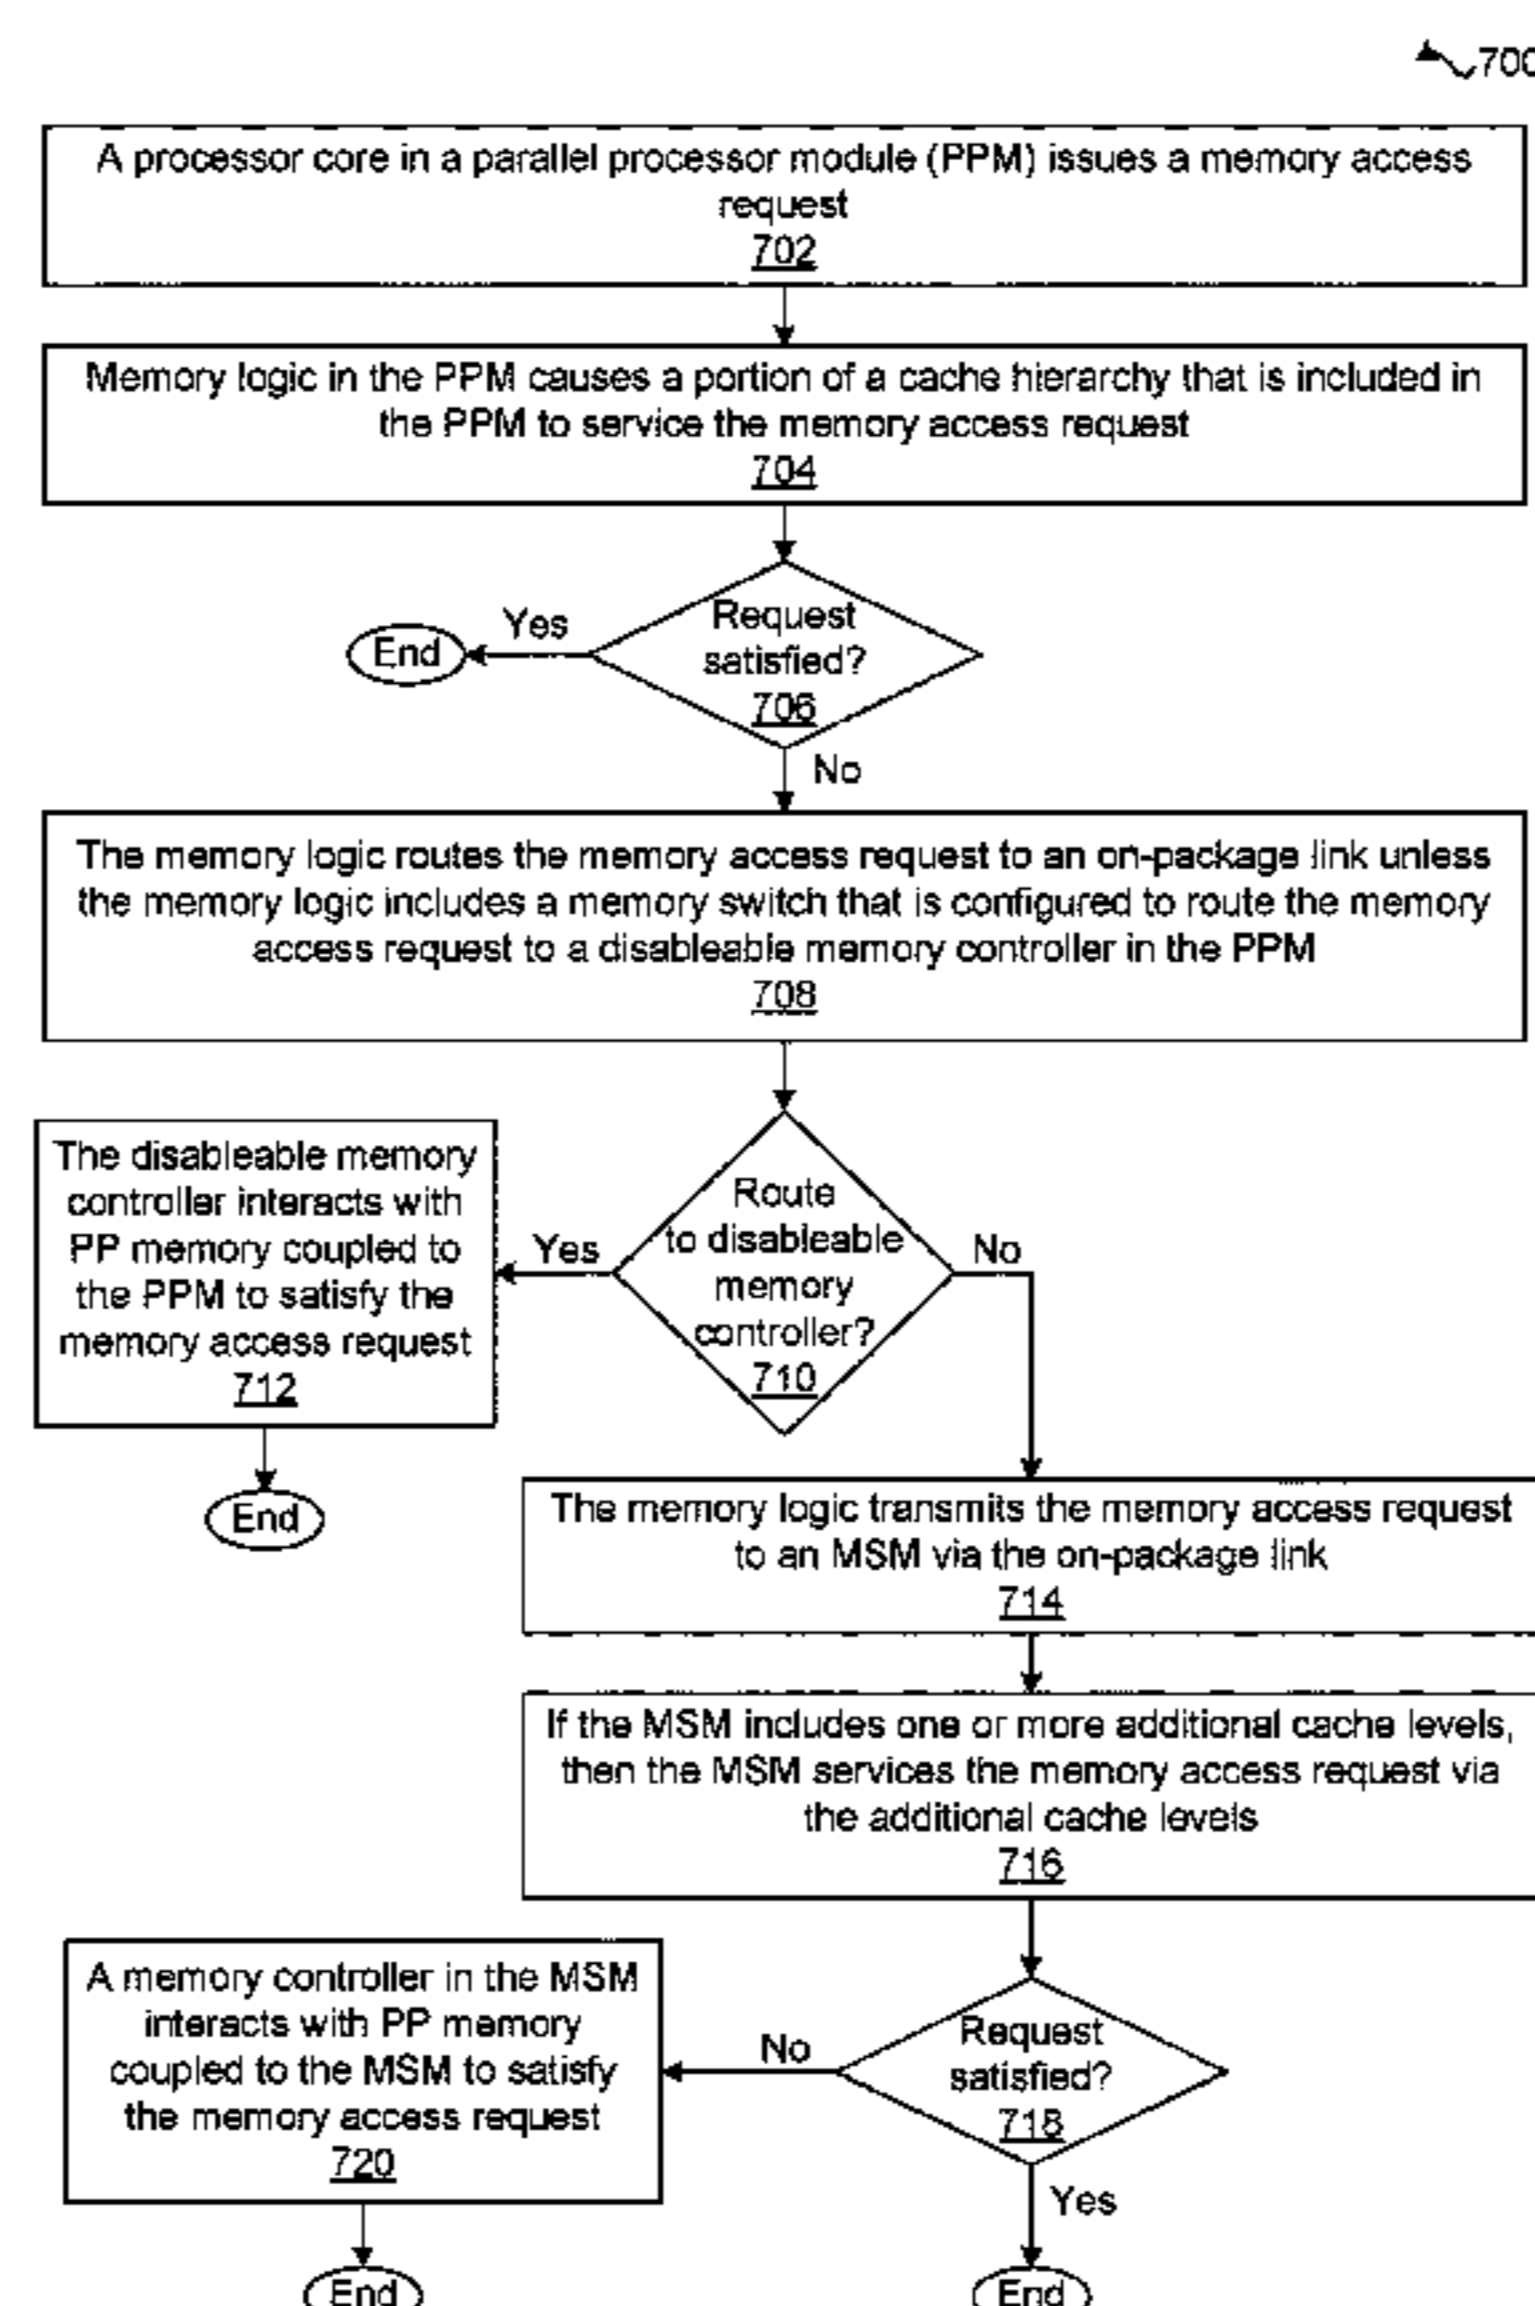 700
A processor core in a parallel processor module (PPM) issues a memory access
request
702
Memory logic in the PPM causes a portion of a cache hierarchy that is included in
the PPM to service the memory access request
704
Request
satisfied?
706
Yes
End
No
The memory logic routes the memory access request to an on-package link unless
the memory logic includes a memory switch that is configured to route the memory
access request to a disableable memory controller in the PPM
708
Route
to disableable
memory
controller?
710
Yes
No
The disableable memory
controller interacts with
PP memory coupled to
the PPM to satisfy the
memory access request
712
End
The memory logic transmits the memory access request
to an MSM via the on-package link
714
If the MSM includes one or more additional cache levels,
then the MSM services the memory access request via
the additional cache levels
716
Request
satisfied?
718
No
Yes
A memory controller in the MSM
interacts with PP memory
coupled to the MSM to satisfy
the memory access request
720
End
End